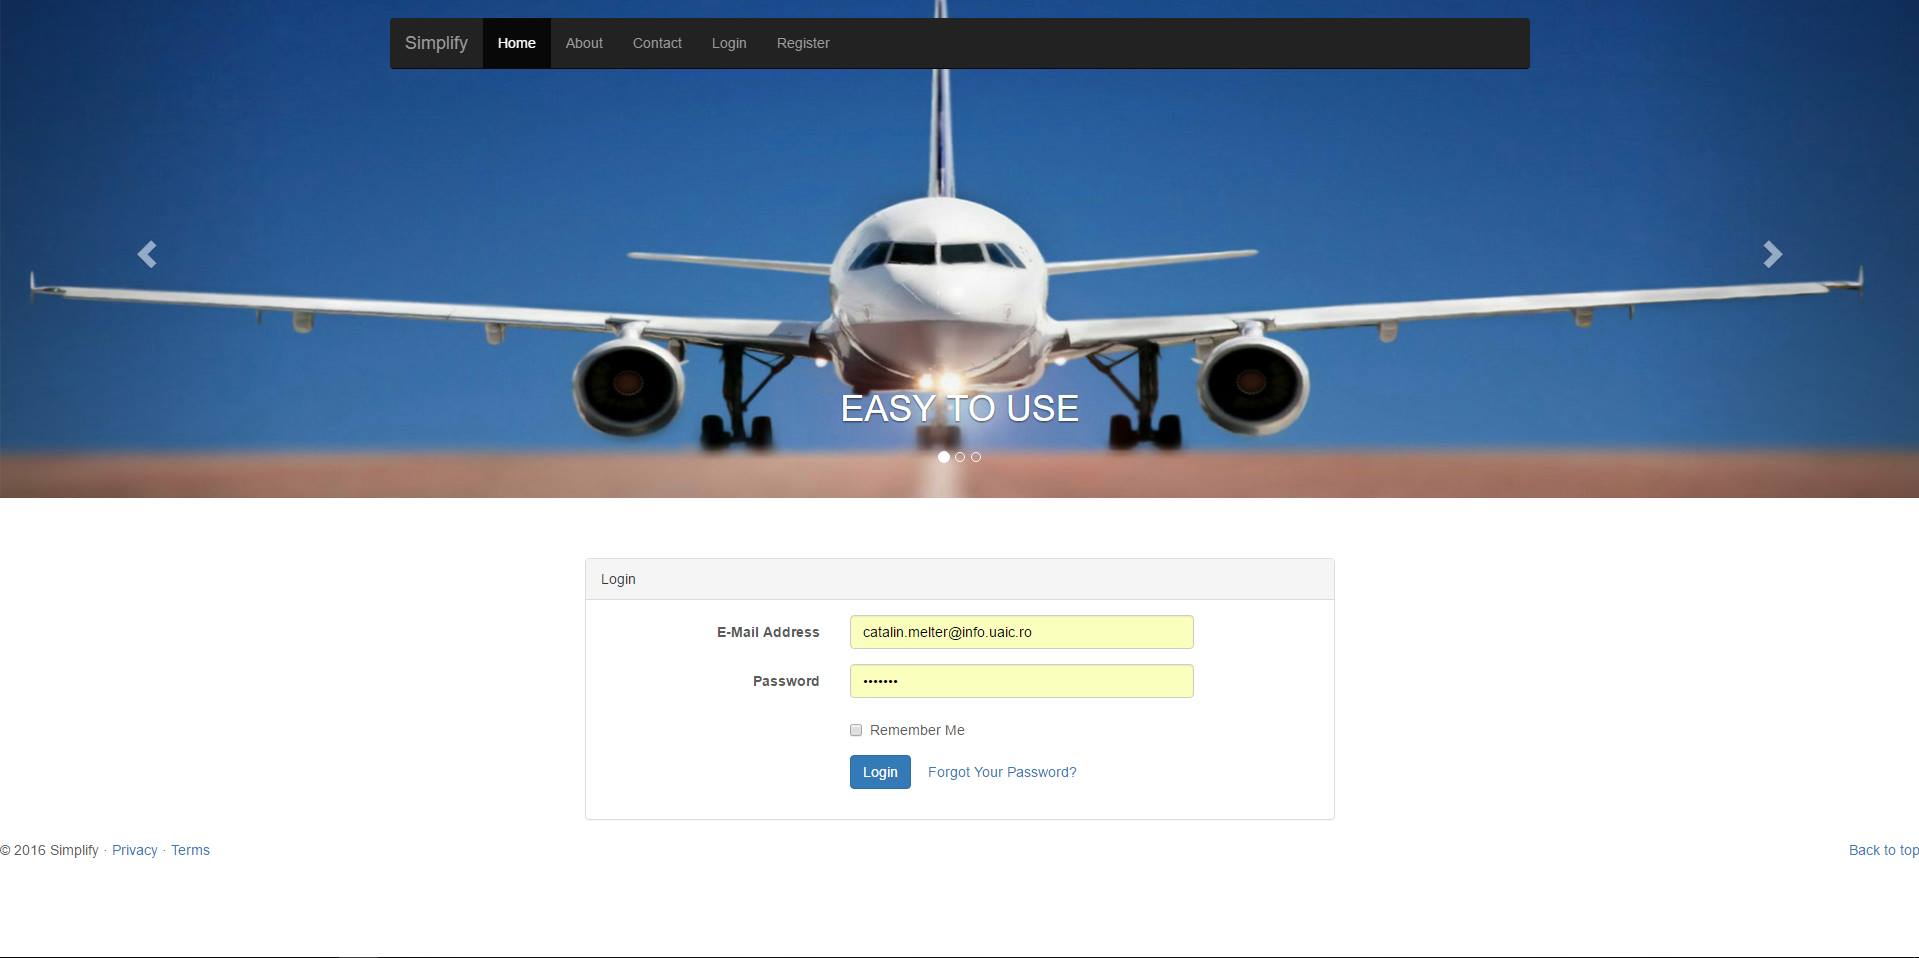 Simplify Home About Contact Login Register
EASY TO USE
Login
E-Mail Address catalin.melter@info.uaic.ro
Password •••••••
Remember Me
Login Forgot Your Password?
© 2016 Simplify · Privacy · Terms Back to top